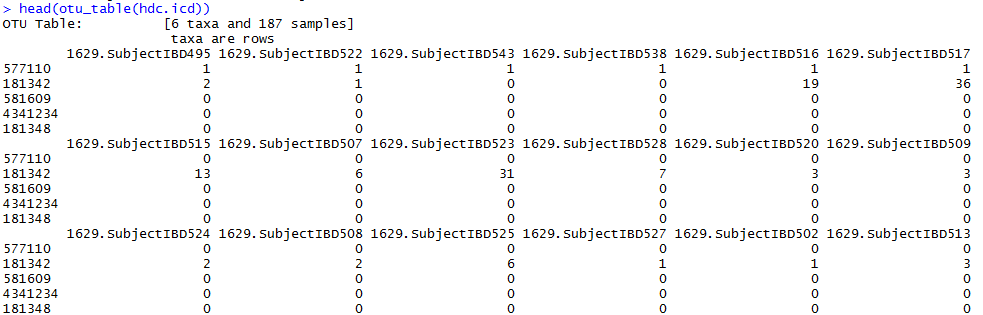 > head(otu_table(hdc.icd))
OTU Table:          [6 taxa and 187 samples]
                     taxa are rows
        1629.SubjectIBD495 1629.SubjectIBD522 1629.SubjectIBD543 1629.SubjectIBD538 1629.SubjectIBD516 1629.SubjectIBD517
577110                   1                  1                  1                  1                  1                  1
181342                   2                  1                  0                  0                 19                 36
581609                   0                  0                  0                  0                  0                  0
4341234                  0                  0                  0                  0                  0                  0
181348                   0                  0                  0                  0                  0                  0
        1629.SubjectIBD515 1629.SubjectIBD507 1629.SubjectIBD523 1629.SubjectIBD528 1629.SubjectIBD520 1629.SubjectIBD509
577110                   0                  0                  0                  0                  0                  0
181342                  13                  6                 31                  7                  3                  3
581609                   0                  0                  0                  0                  0                  0
4341234                  0                  0                  0                  0                  0                  0
181348                   0                  0                  0                  0                  0                  0
        1629.SubjectIBD524 1629.SubjectIBD508 1629.SubjectIBD525 1629.SubjectIBD527 1629.SubjectIBD502 1629.SubjectIBD513
577110                   0                  0                  0                  0                  0                  0
181342                   2                  2                  6                  1                  1                  3
581609                   0                  0                  0                  0                  0                  0
4341234                  0                  0                  0                  0                  0                  0
181348                   0                  0                  0                  0                  0                  0